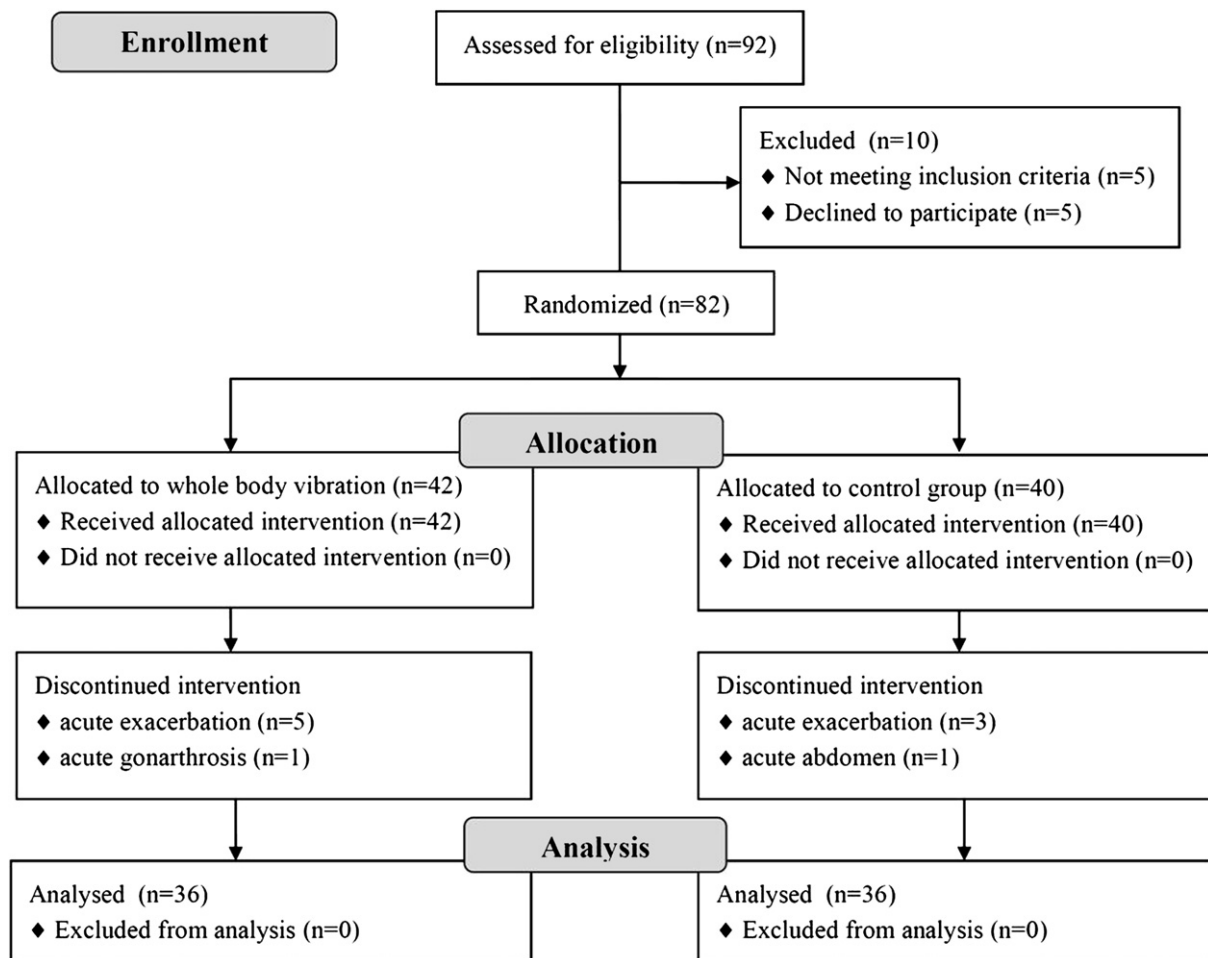 Enrollment
Assessed for eligibility (n=92)
Excluded (n=10)
♦ Not meeting inclusion criteria (n=5)
♦ Declined to participate (n=5)
Randomized (n=82)
Allocation
Allocated to whole body vibration (n=42)
♦ Received allocated intervention (n=42)
♦ Did not receive allocated intervention (n=0)
Allocated to control group (n=40)
♦ Received allocated intervention (n=40)
♦ Did not receive allocated intervention (n=0)
Discontinued intervention
♦ acute exacerbation (n=5)
♦ acute gonarthrosis (n=1)
Discontinued intervention
♦ acute exacerbation (n=3)
♦ acute abdomen (n=1)
Analysis
Analysed (n=36)
♦ Excluded from analysis (n=0)
Analysed (n=36)
♦ Excluded from analysis (n=0)